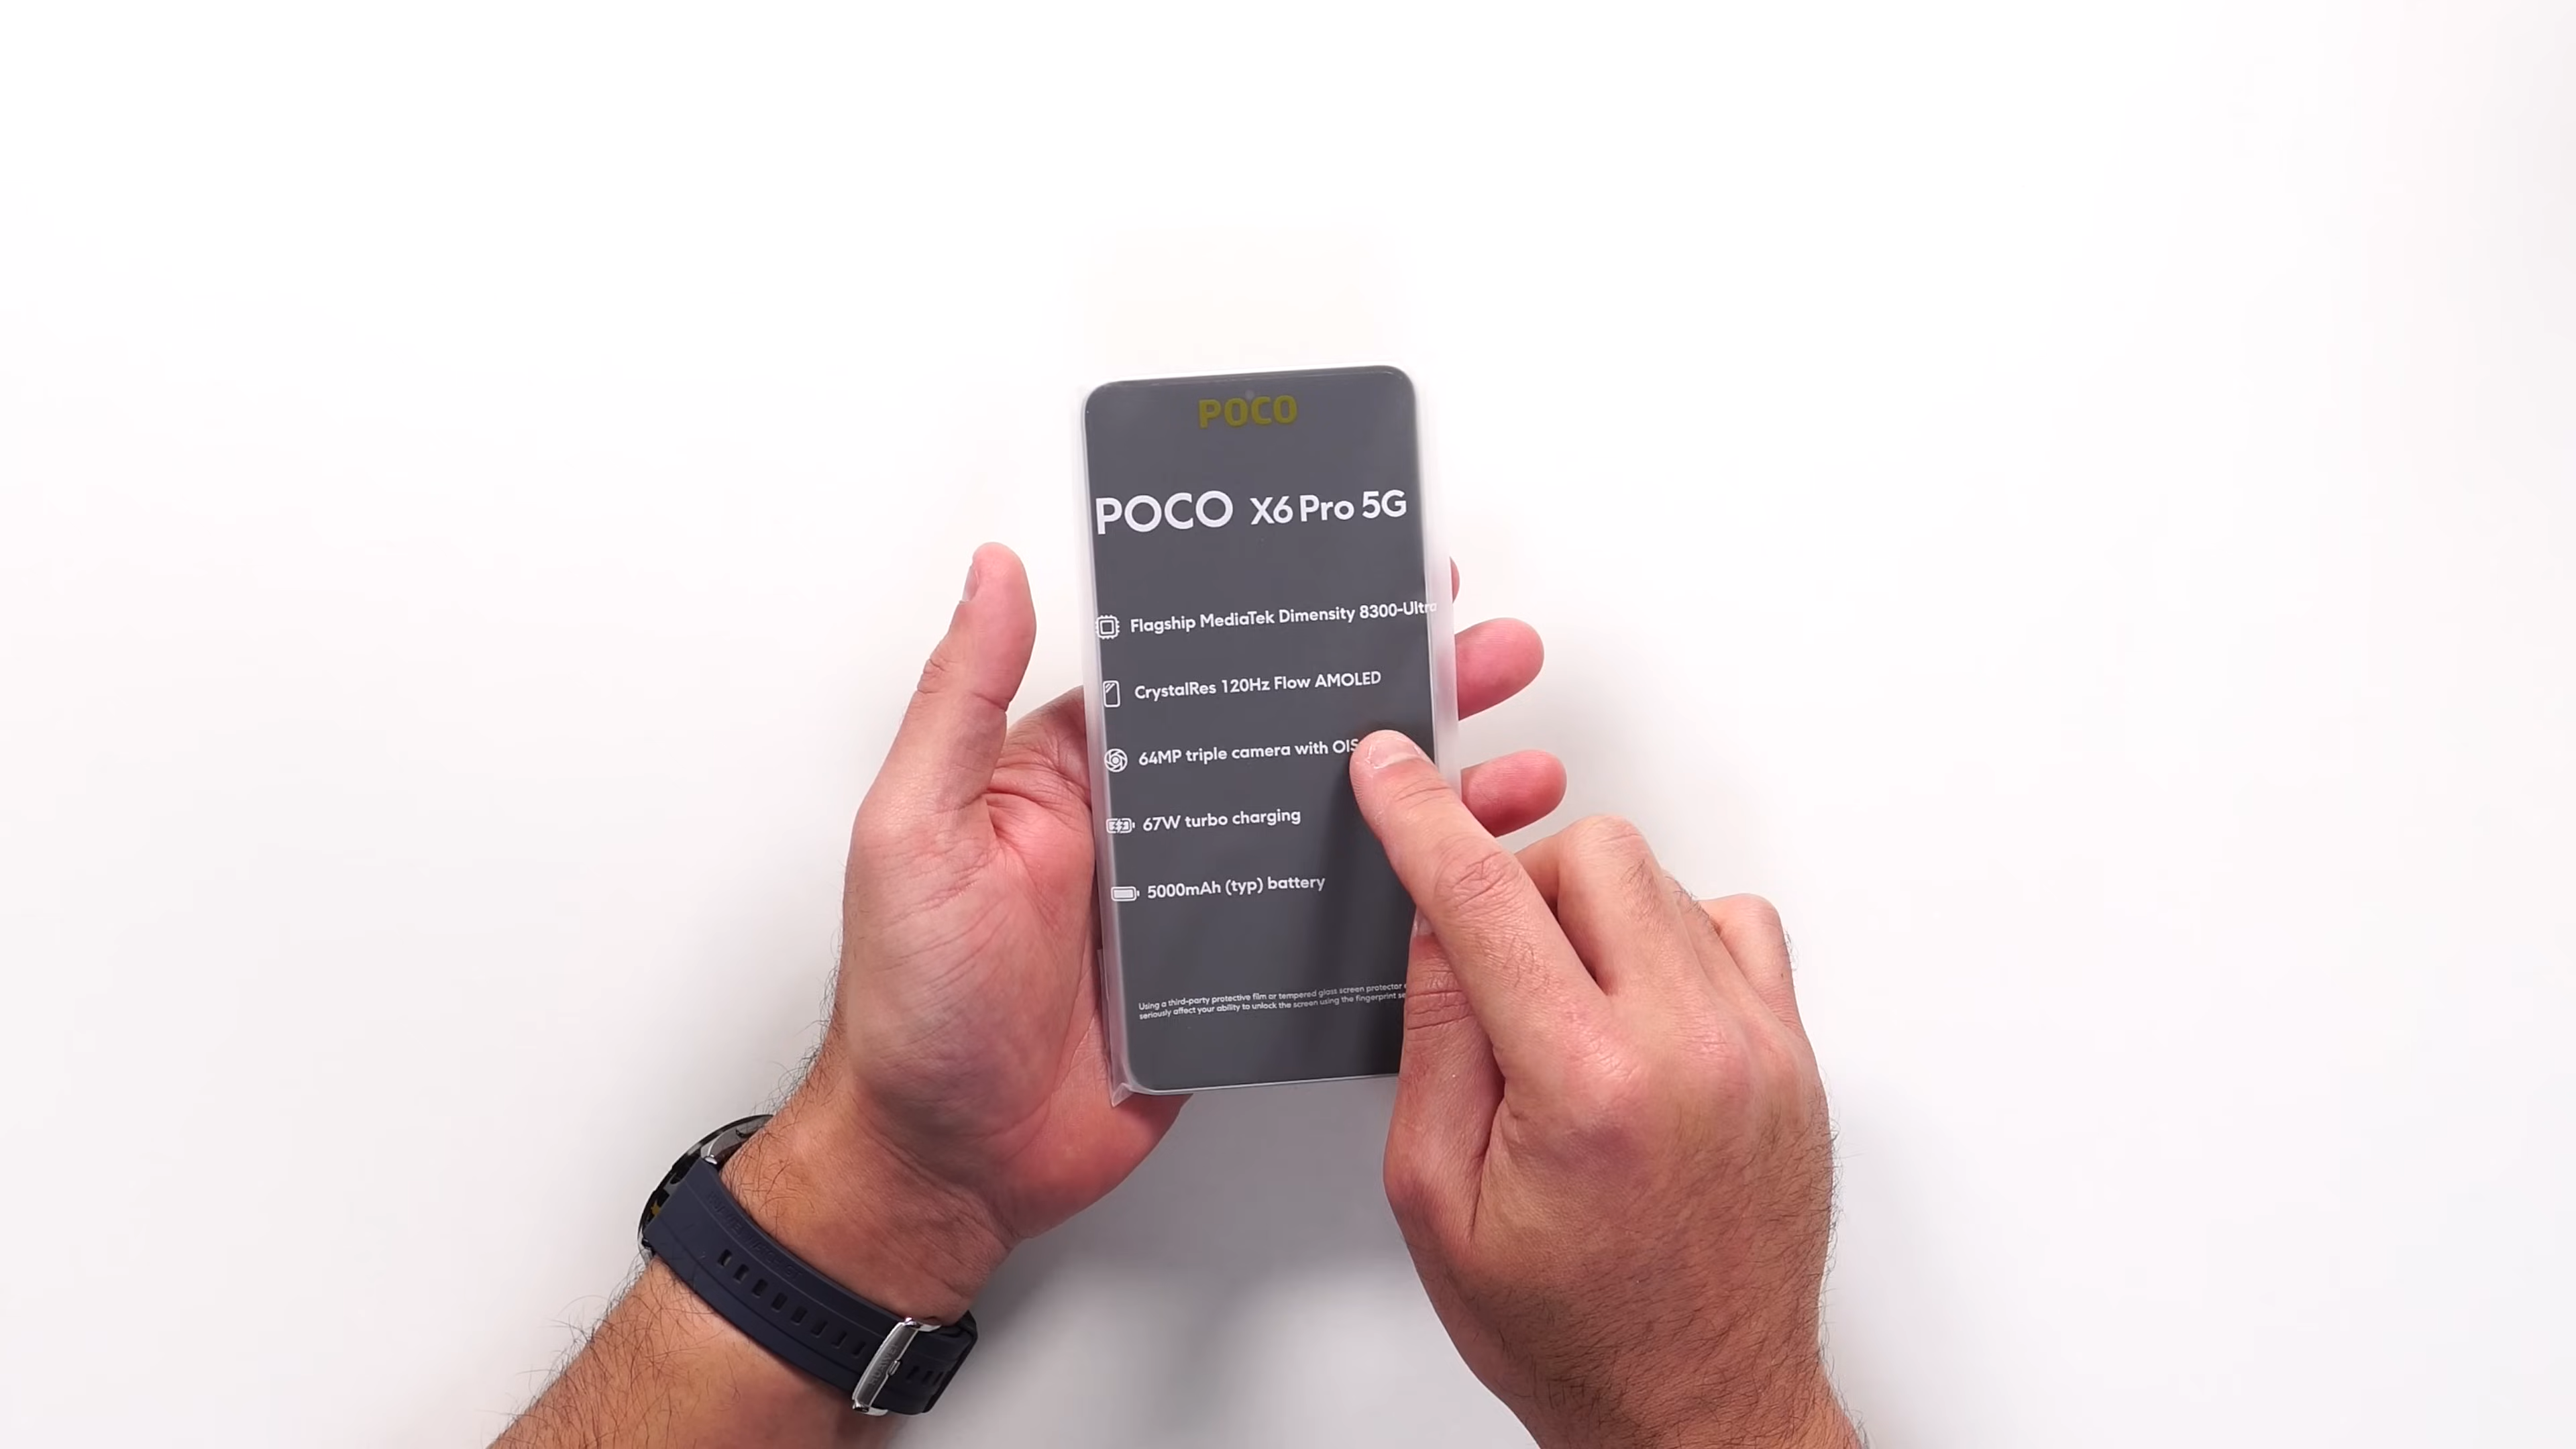 POCO
POCO X6 Pro 5G
Flagship MediaTek Dimensity 8300-Ultra
CrystalRes 120Hz Flow AMOLED
64MP triple camera with OIS
67W turbo charging
5000mAh (typ) battery
Using a third-party protective film or tempered glass screen protector
seriously affect your ability to unlock the screen using the fingerprint
HUAWEI